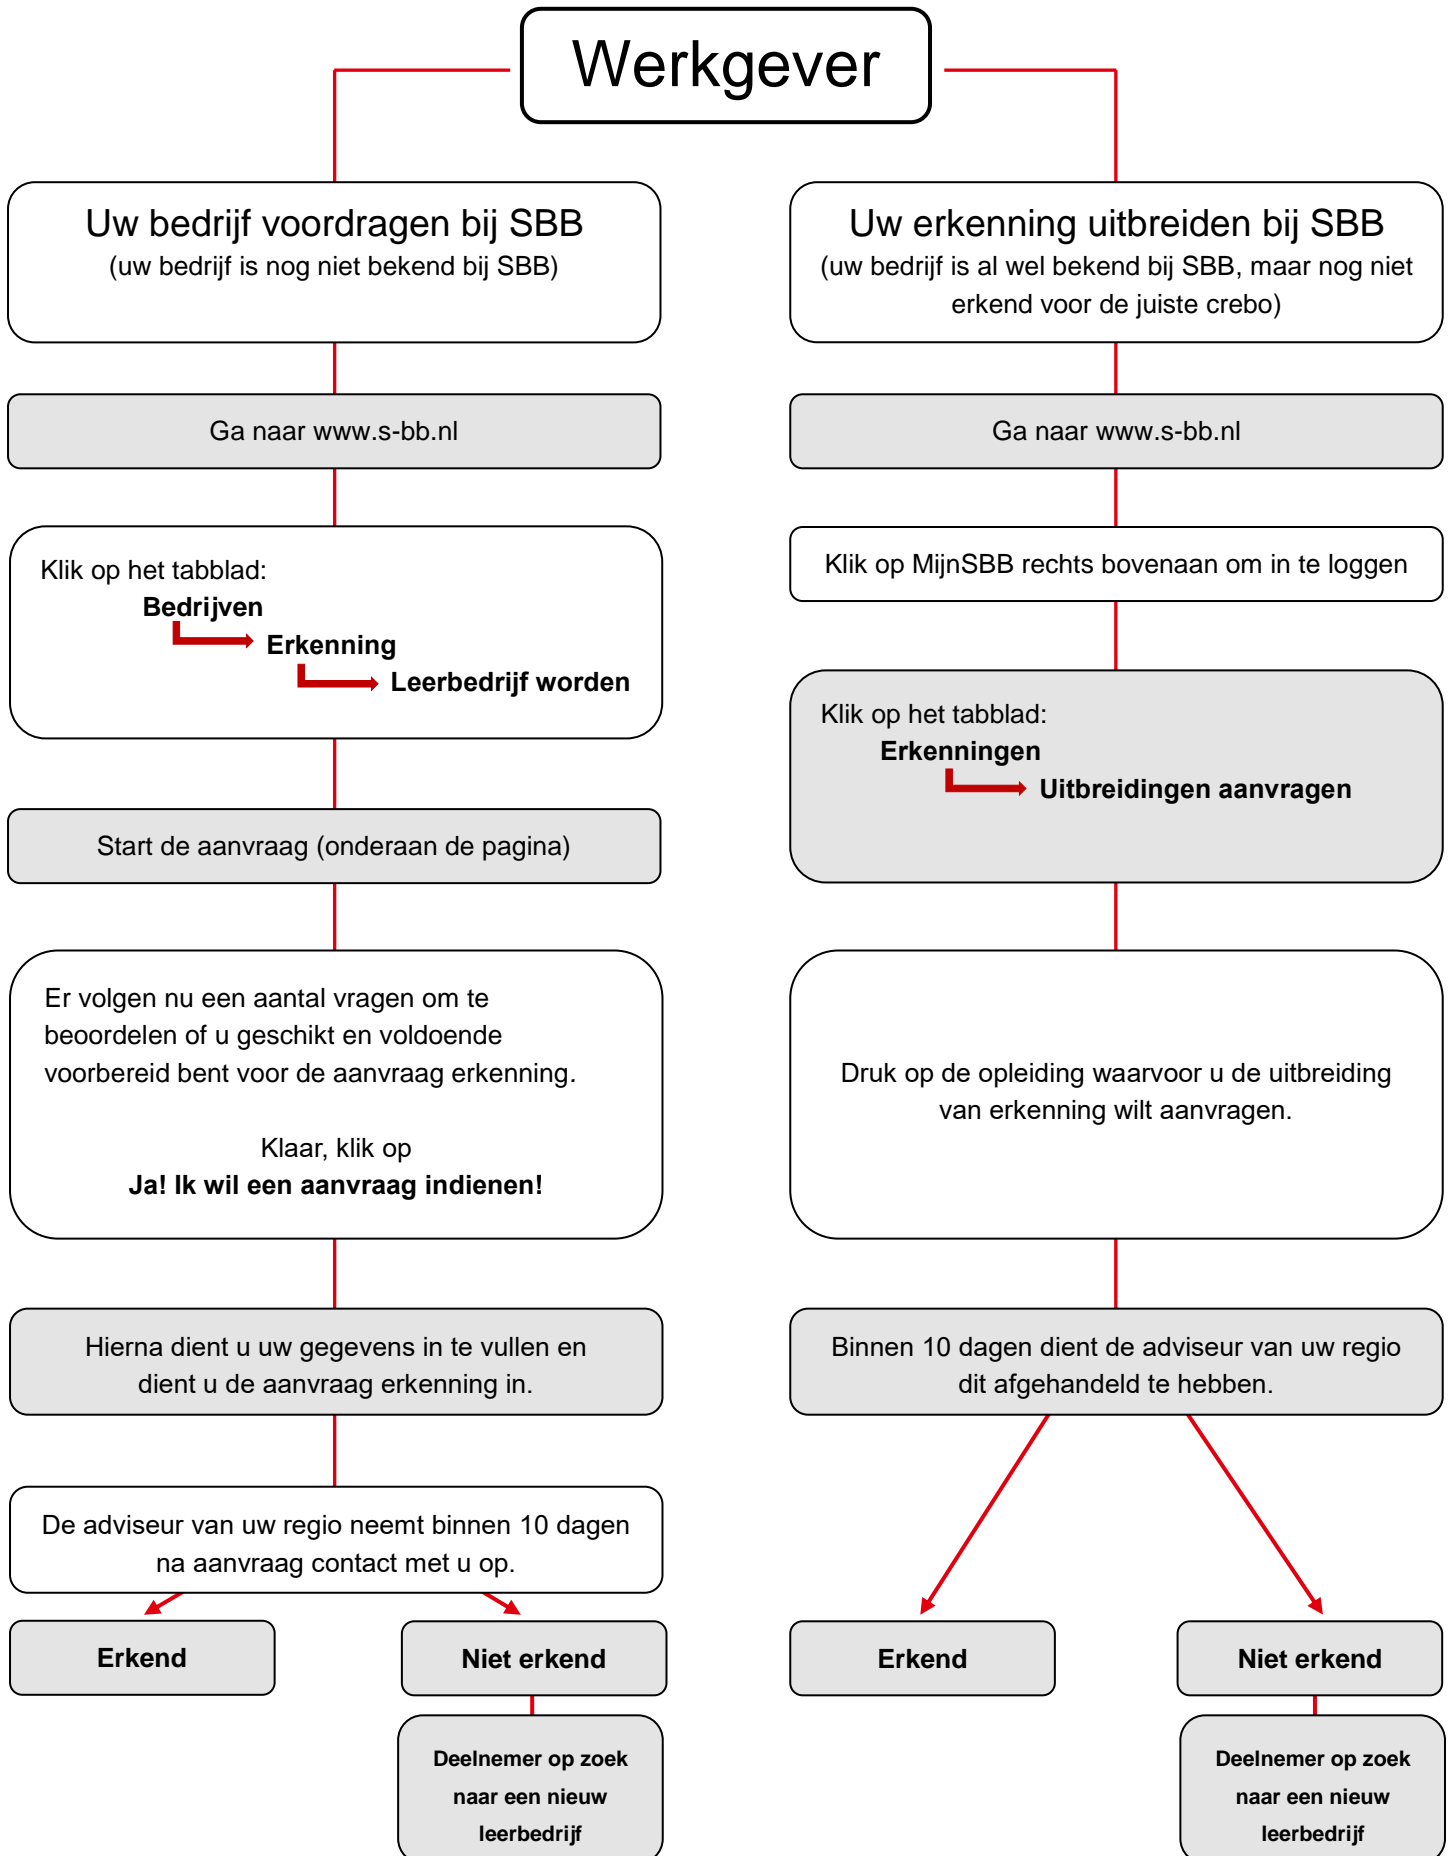 Werkgever
Uw bedrijf voordragen bij SBB
(uw bedrijf is nog niet bekend bij SBB)
Ga naar www.s-bb.nl
Klik op het tabblad:
Bedrijven
Erkenning
Leerbedrijf worden
Start de aanvraag (onderaan de pagina)
Er volgen nu een aantal vragen om te
beoordelen of u geschikt en voldoende
voorbereid bent voor de aanvraag erkenning.
Klaar, klik op
Ja! Ik wil een aanvraag indienen!
Hierna dient u uw gegevens in te vullen en
dient u de aanvraag erkenning in.
De adviseur van uw regio neemt binnen 10 dagen
na aanvraag contact met u op.
Erkend
Niet erkend
Deelnemer op zoek
naar een nieuw
leerbedrijf
Uw erkenning uitbreiden bij SBB
(uw bedrijf is al wel bekend bij SBB, maar nog niet
erkend voor de juiste crebo)
Ga naar www.s-bb.nl
Klik op MijnSBB rechts bovenaan om in te loggen
Klik op het tabblad:
Erkenningen
Uitbreidingen aanvragen
Druk op de opleiding waarvoor u de uitbreiding
van erkenning wilt aanvragen.
Binnen 10 dagen dient de adviseur van uw regio
dit afgehandeld te hebben.
Erkend
Niet erkend
Deelnemer op zoek
naar een nieuw
leerbedrijf